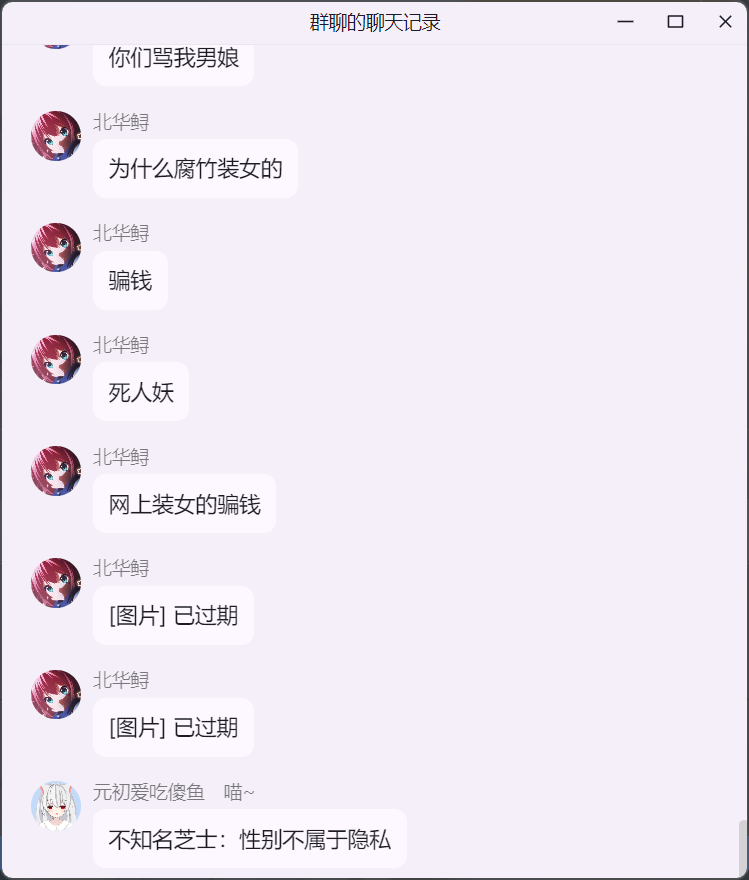 群聊的聊天记录
你们骂我男娘
北华鲟
为什么腐竹装女的
北华鲟
骗钱
北华鲟
死人妖
北华鲟
网上装女的骗钱
北华鲟
[图片] 已过期
北华鲟
[图片] 已过期
元初爱吃傻鱼 喵~
不知名芝士：性别不属于隐私